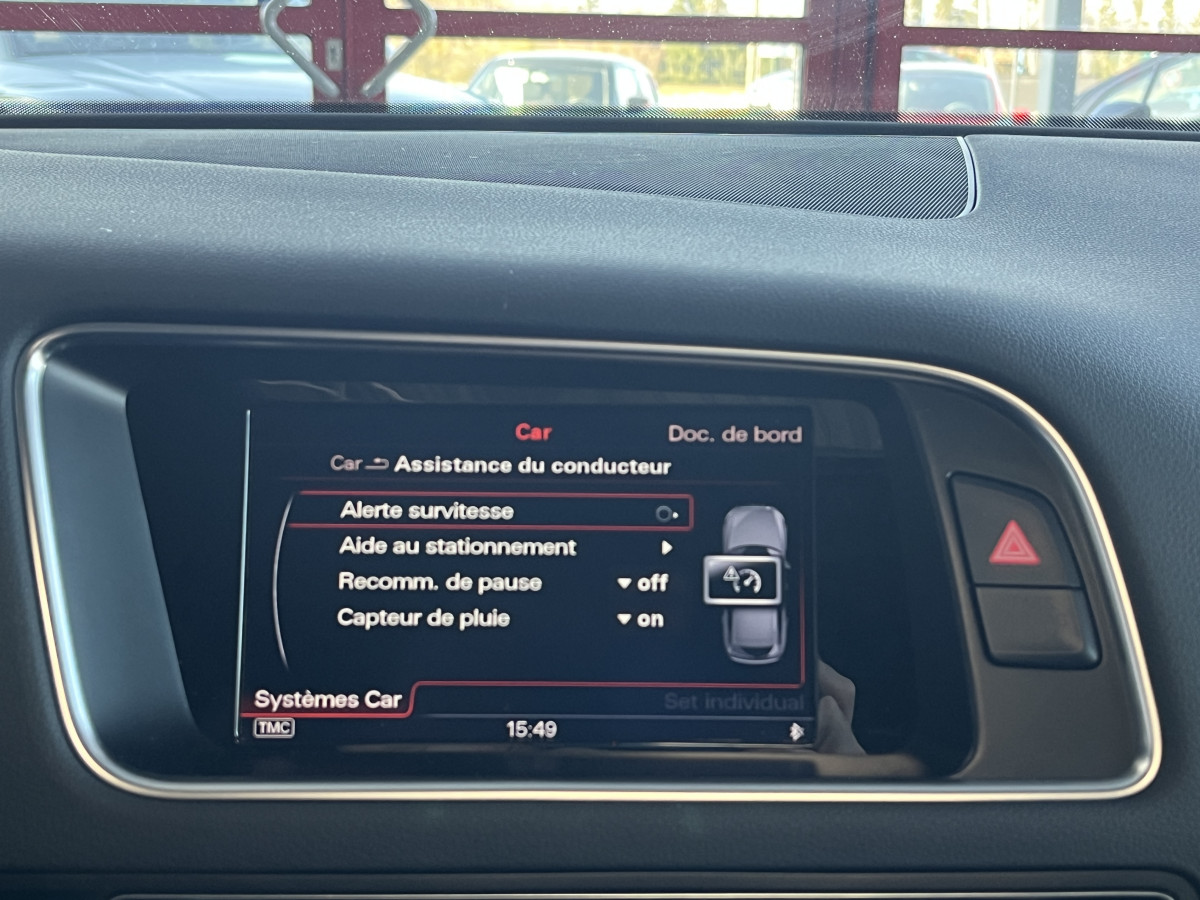 Car Doc. de bord
Car Assistance du conducteur
Alerte survitesse
Aide au stationnement
Recomm. de pause off
Capteur de pluie on
Systèmes Car Set individual
TMC 15:49